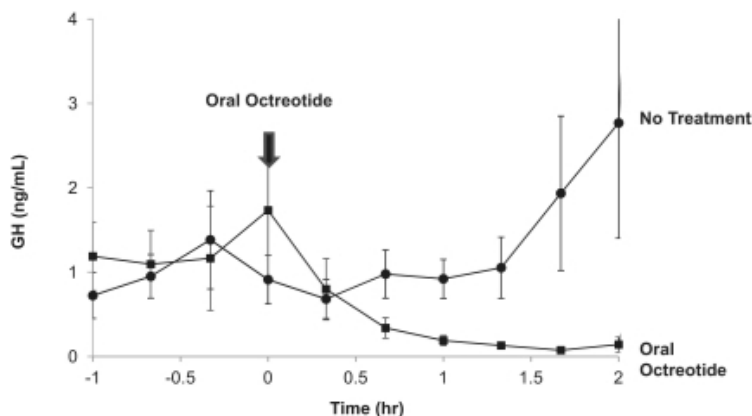 4
3
2
1
0
GH (ng/mL)
Oral Octreotide
No Treatment
Oral
Octreotide
-1
-0.5
0
0.5
1
1.5
2
Time (hr)